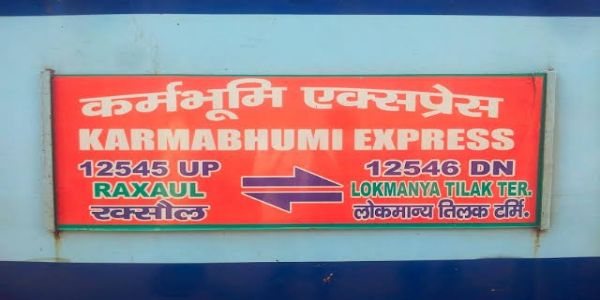 कर्मभूमि एक्सप्रेस
KARMABHUMI EXPRESS
12545 UP
RAXAUL
रक्सौल
12546 DN
LOKMANYA TILAK TER.
लोकमान्य तिलक टर्मि.